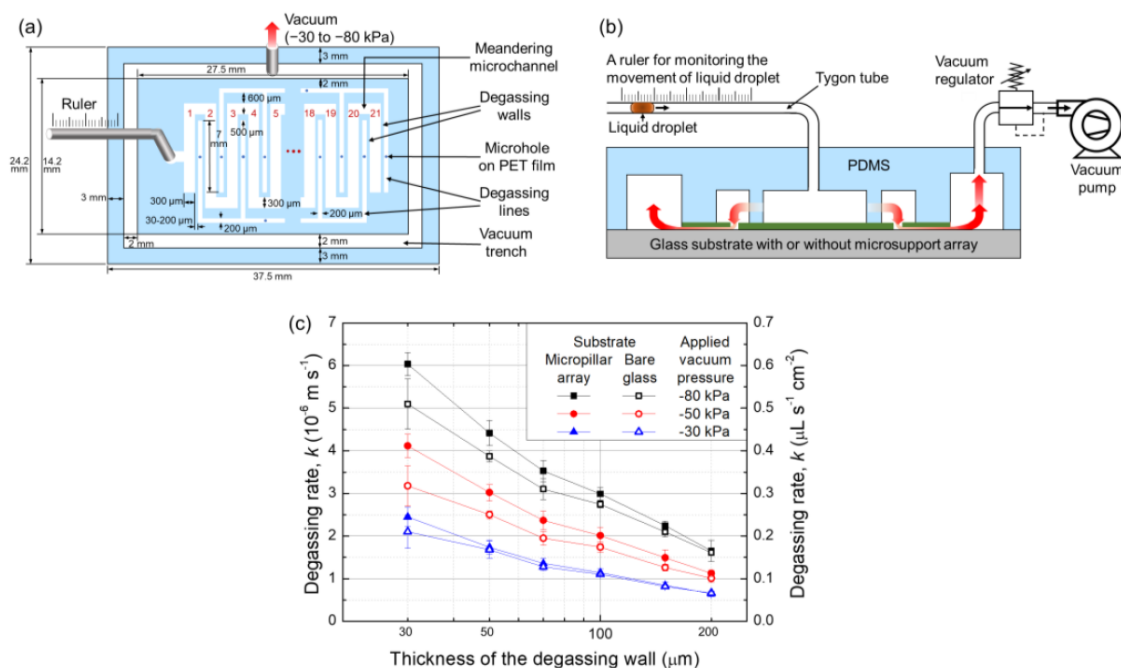 (a)
Vacuum
(−30 to −80 kPa)
3 mm
27.5 mm
2 mm
Ruler
600 µm
1 2 3 4 5 18 19 20 21
500 µm
7 mm
24.2 mm
14.2 mm
3 mm
300 µm
300 µm
30-200 µm
200 µm
200 µm
2 mm
2 mm
3 mm
37.5 mm
Meandering microchannel
Degassing walls
Microhole on PET film
Degassing lines
Vacuum trench
(b)
A ruler for monitoring the
movement of liquid droplet
Tygon tube
Vacuum regulator
Liquid droplet
PDMS
Vacuum pump
Glass substrate with or without microsupport array
(c)
Degassing rate, k (10⁻⁶ m s⁻¹)
7
6
5
4
3
2
1
0
Substrate
Micropillar array
Bare glass
Applied vacuum pressure
-80 kPa
-50 kPa
-30 kPa
0.7
0.6
0.5
0.4
0.3
0.2
0.1
0.0
Degassing rate, k (µL s⁻¹ cm⁻²)
30 50 100 200
Thickness of the degassing wall (µm)